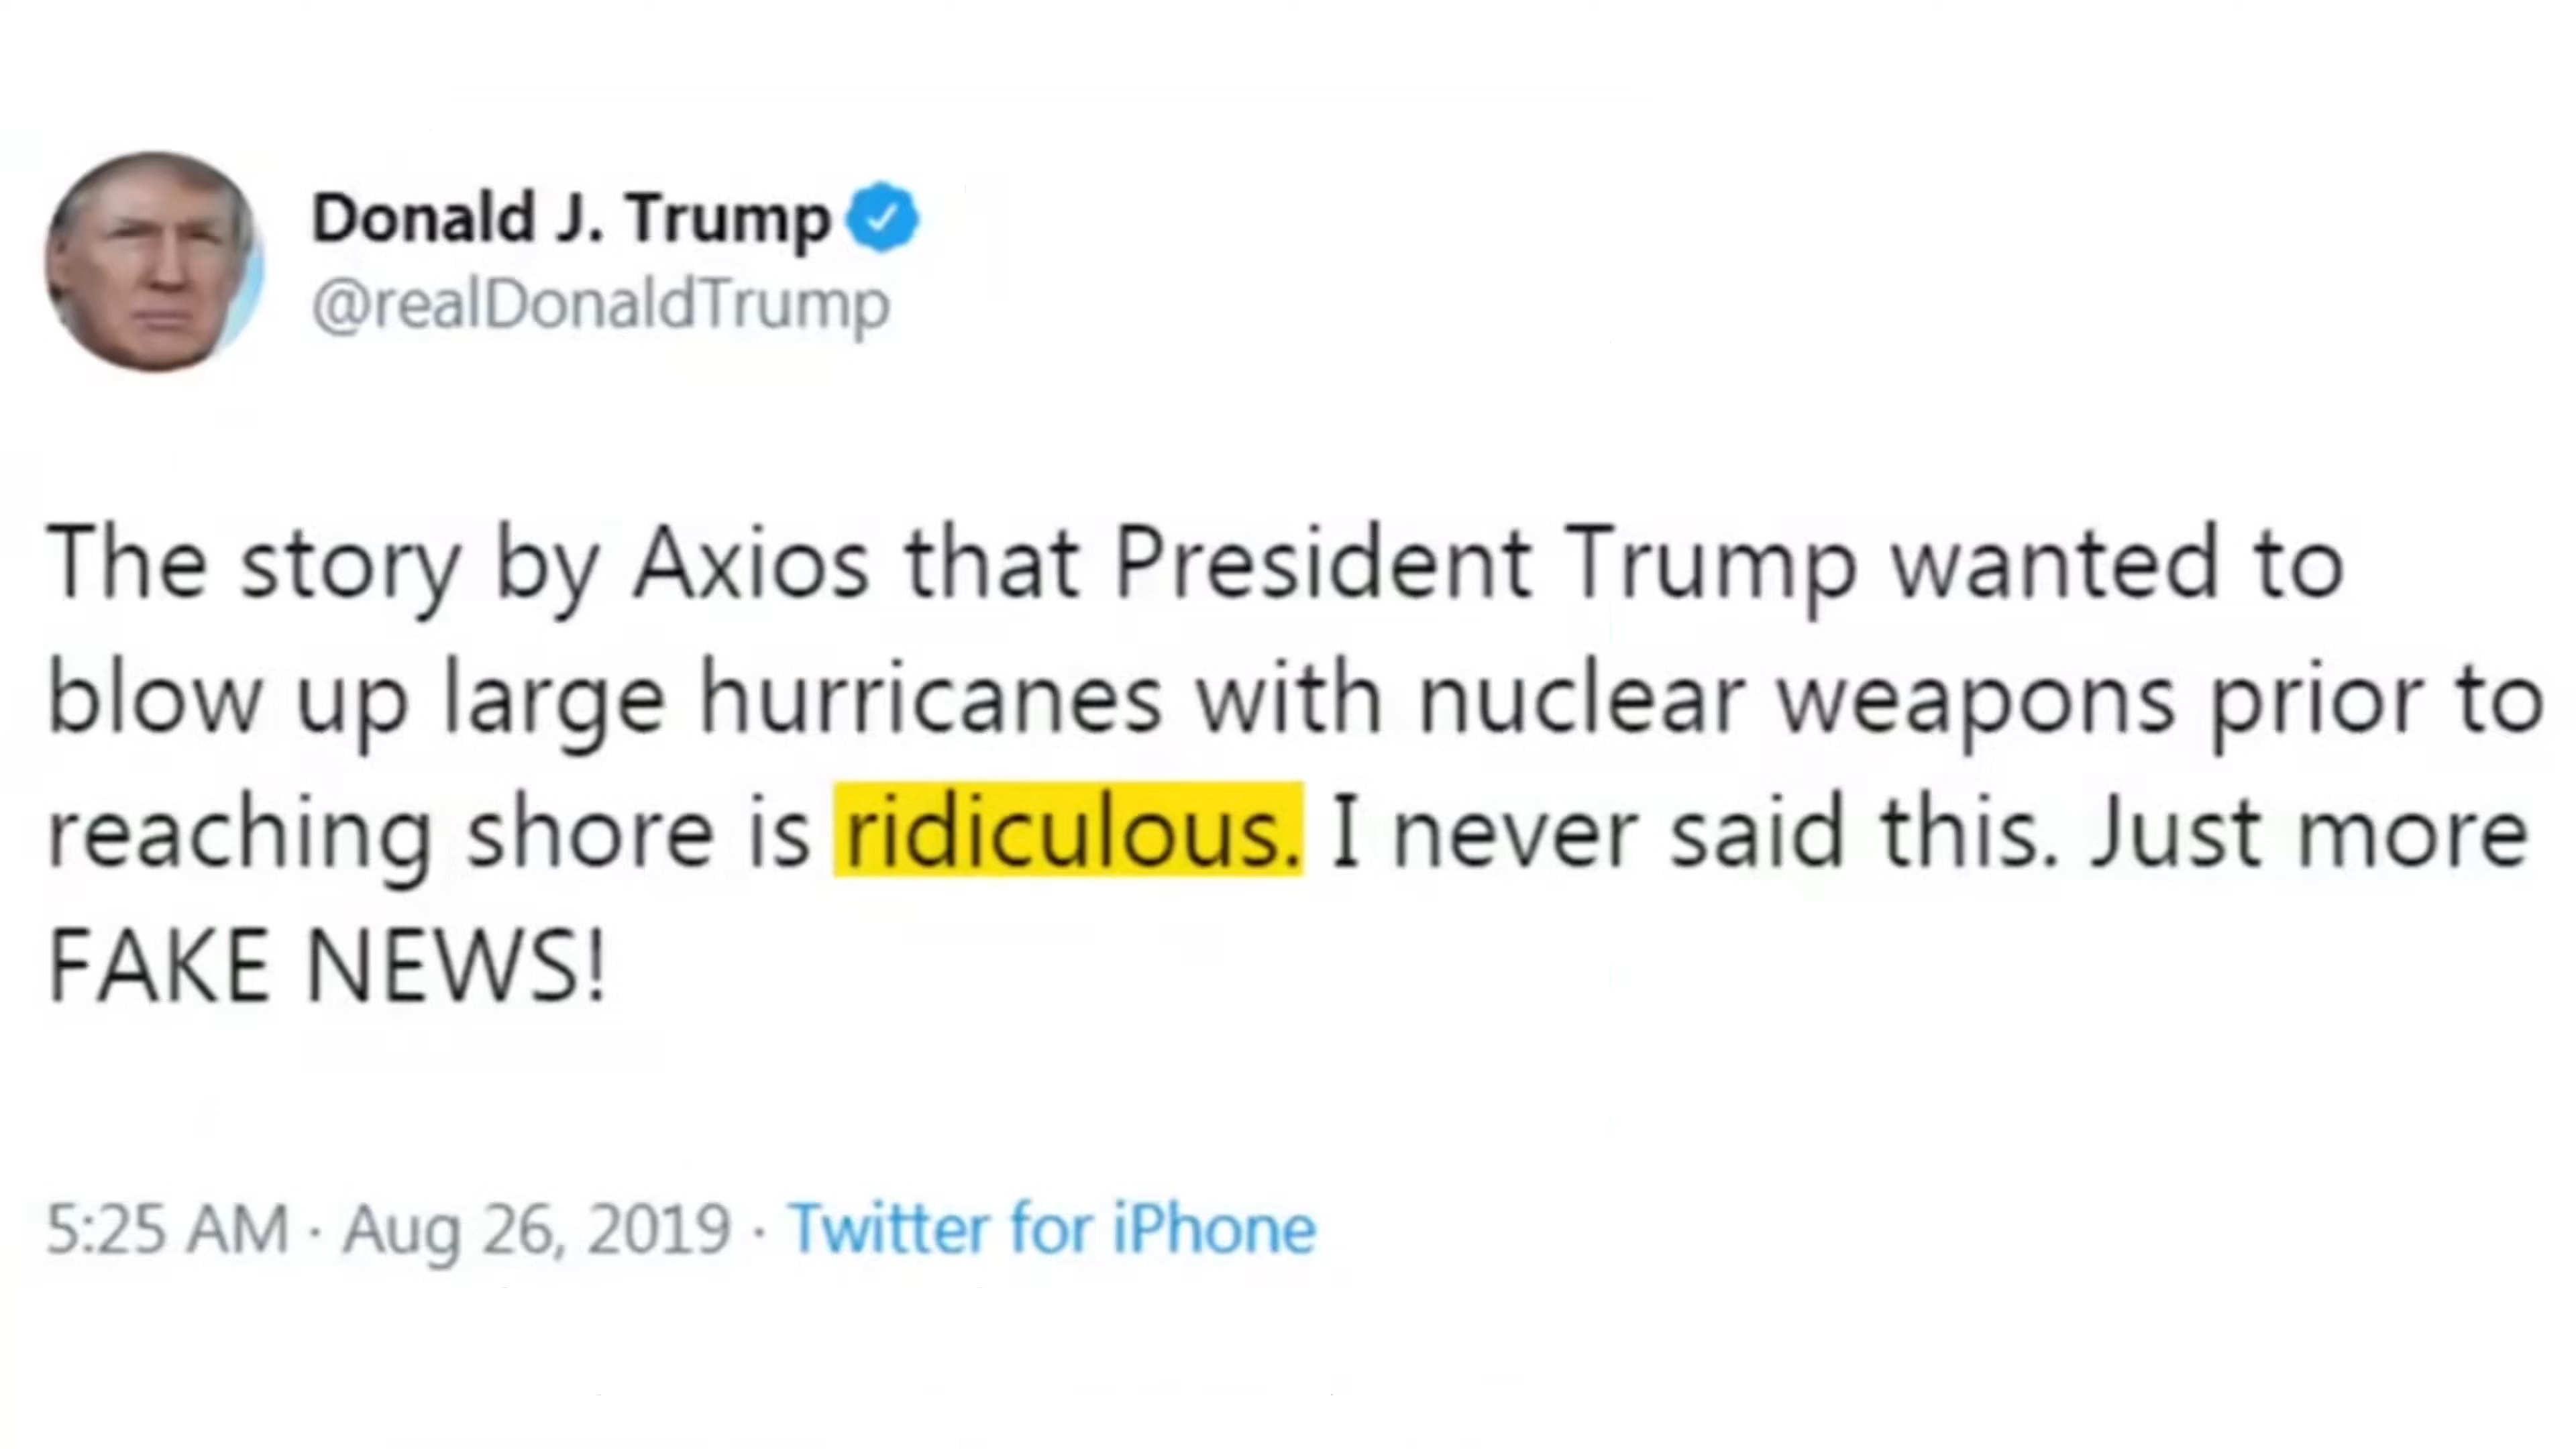 Donald J. Trump
@realDonaldTrump
The story by Axios that President Trump wanted to
blow up large hurricanes with nuclear weapons prior to
reaching shore is ridiculous. I never said this. Just more
FAKE NEWS!
5:25 AM · Aug 26, 2019 · Twitter for iPhone